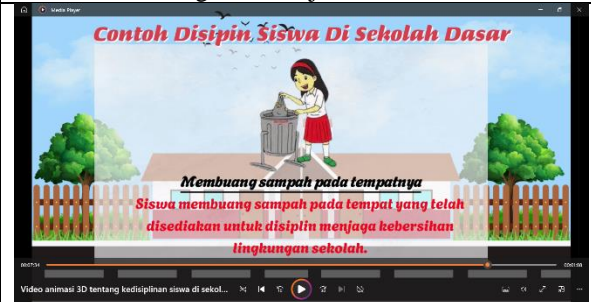 Media Player
Contoh Disipin Siswa Di Sekolah Dasar
Membuang sampah pada tempatnya
Siswa membuang sampah pada tempat yang telah
disediakan untuk disiplin menjaga kebersihan
lingkungan sekolah.
Video animasi 3D tentang kedisiplinan siswa di sekol...